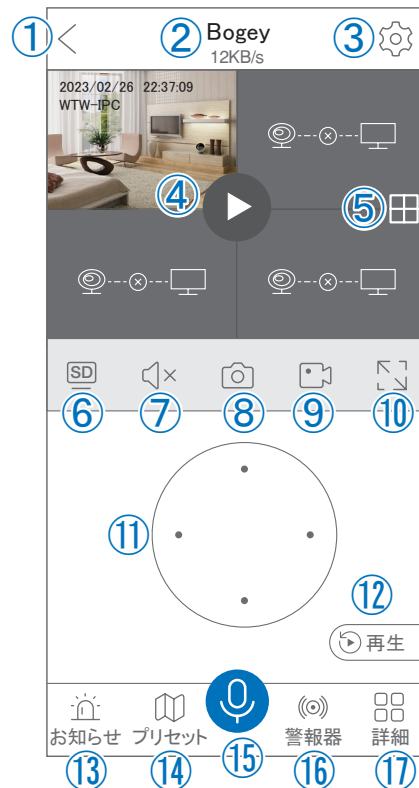 ① ② Bogey ③
12KB/s
2023/02/26 22:37:09
WTW-IPC
④ ⑤
SD
⑥ ⑦ ⑧ ⑨ ⑩
⑪
⑫
再生
お知らせ プリセット 警報器 詳細
⑬ ⑭ ⑮ ⑯ ⑰